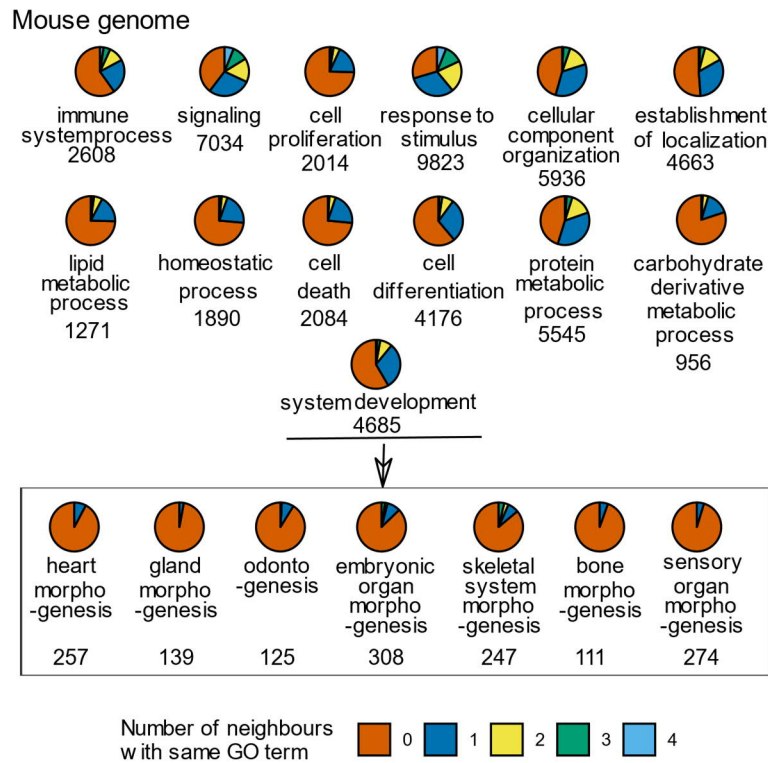 Mouse genome
immune
systemprocess
2608
signaling
7034
cell
proliferation
2014
response to
stimulus
9823
cellular
component
organization
5936
establishment
of localization
4663
lipid
metabolic
process
1271
homeostatic
process
1890
cell
death
2084
cell
differentiation
4176
protein
metabolic
process
5545
carbohydrate
derivative
metabolic
process
956
system development
4685
heart
morpho
-genesis
257
gland
morpho
-genesis
139
odonto
-genesis
125
embryonic
organ
morpho
-genesis
308
skeletal
system
morpho
-genesis
247
bone
morpho
-genesis
111
sensory
organ
morpho
-genesis
274
Number of neighbours
with same GO term
0 1 2 3 4